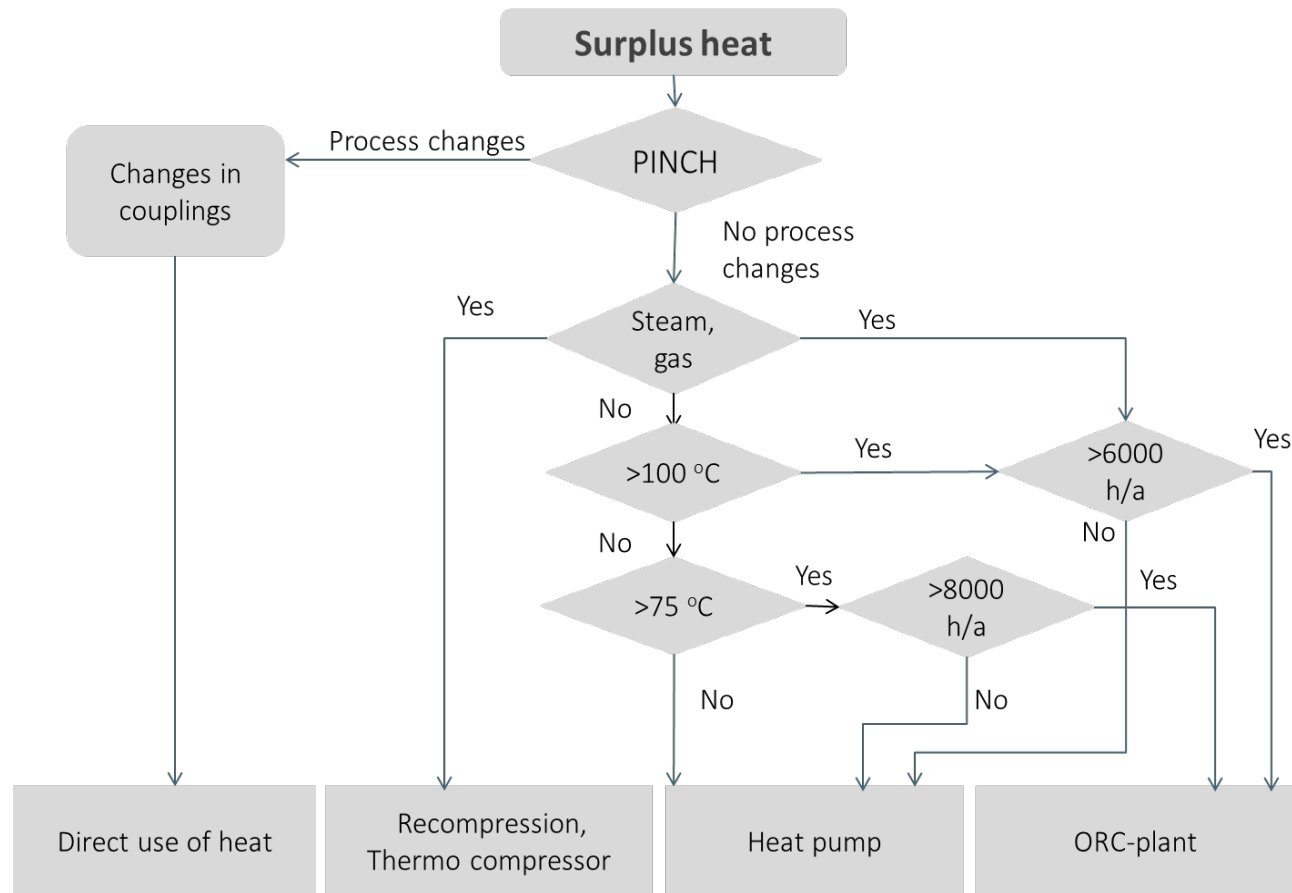 Surplus heat
Process changes
PINCH
Changes in
couplings
No process
changes
Yes
Steam,
gas
Yes
No
>100 °C
Yes
>6000
h/a
Yes
No
No
>75 °C
Yes
>8000
h/a
Yes
No
No
Direct use of heat
Recompression,
Thermo compressor
Heat pump
ORC-plant